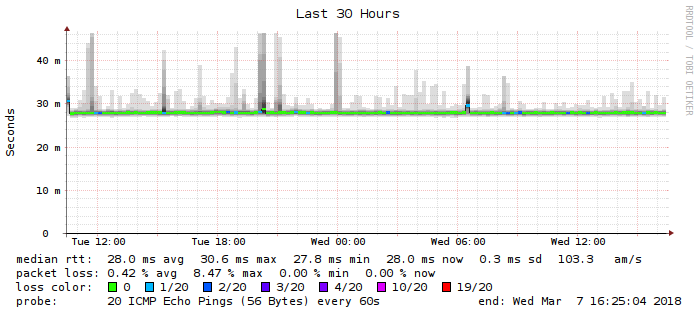 Last 30 Hours
RRDTOOL / TOBI OETIKER
Seconds
40 m
30 m
20 m
10 m
0
Tue 12:00 Tue 18:00 Wed 00:00 Wed 06:00 Wed 12:00
median rtt: 28.0 ms avg 30.6 ms max 27.8 ms min 28.0 ms now 0.3 ms sd 103.3 am/s
packet loss: 0.42 % avg 8.47 % max 0.00 % min 0.00 % now
loss color: 0 1/20 2/20 3/20 4/20 10/20 19/20
probe: 20 ICMP Echo Pings (56 Bytes) every 60s end: Wed Mar 7 16:25:04 2018